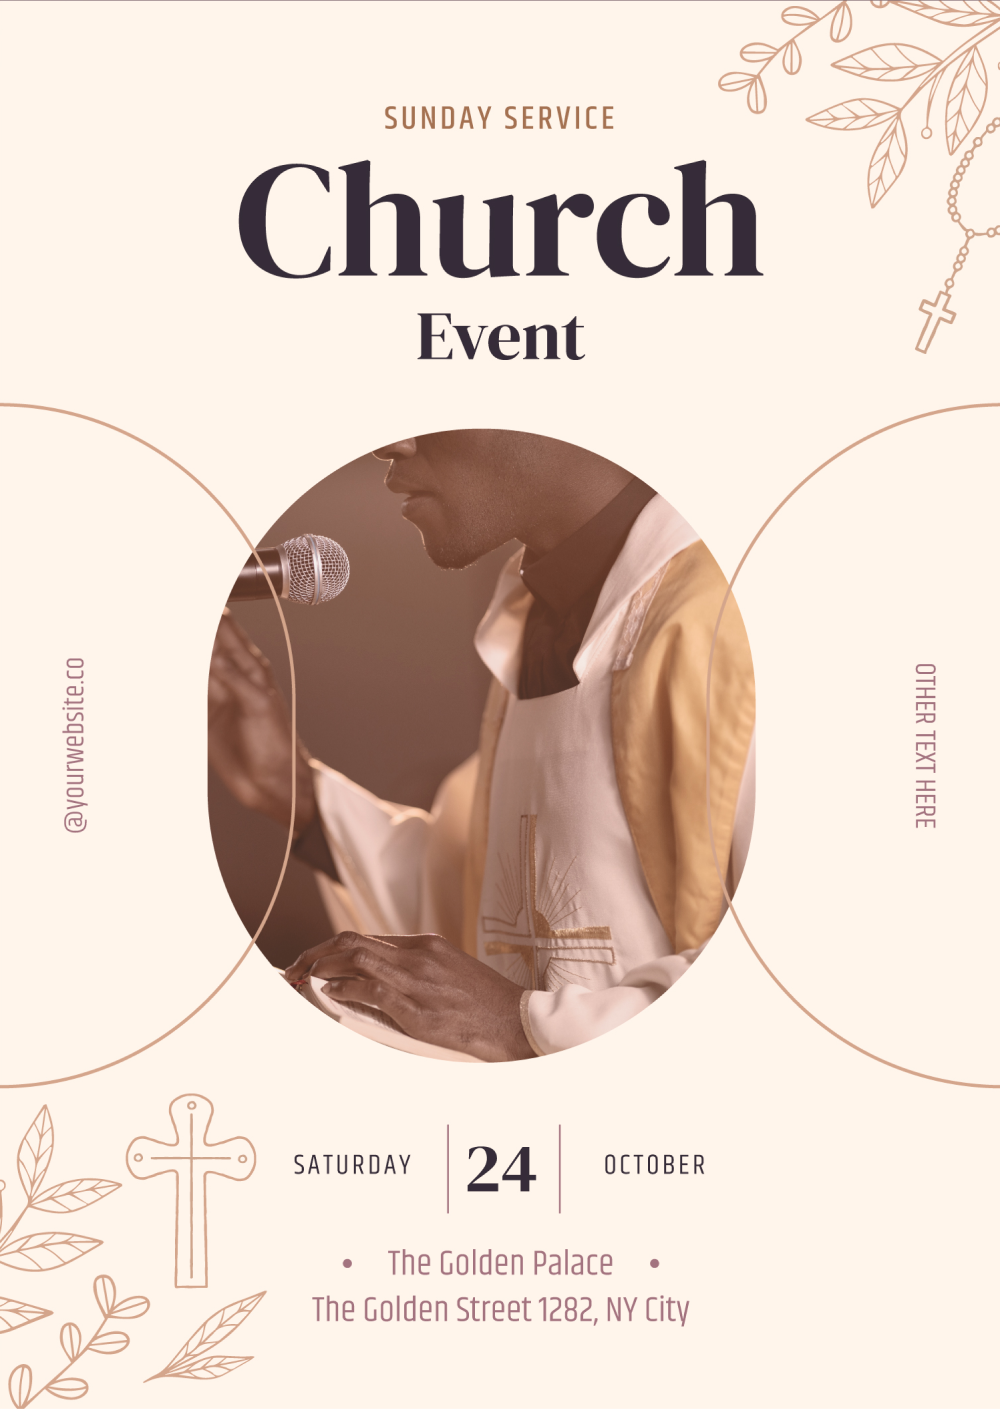 SUNDAY SERVICE
Church
Event
@yourwebsite.co
OTHER TEXT HERE
SATURDAY 24 OCTOBER
• The Golden Palace •
The Golden Street 1282, NY City